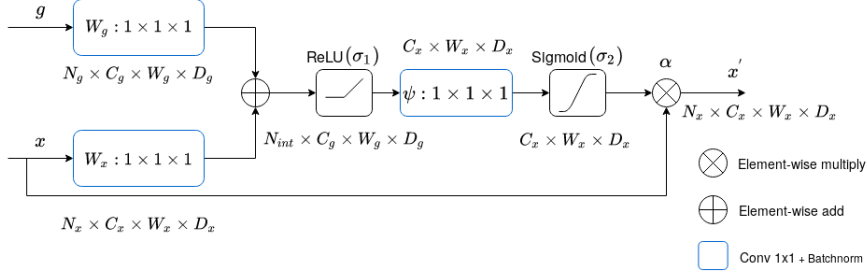 g
W_g : 1 × 1 × 1
N_g × C_g × W_g × D_g
ReLU(σ_1)
C_x × W_x × D_x
ψ : 1 × 1 × 1
Sigmoid(σ_2)
α
x'
N_x × C_x × W_x × D_x
N_int × C_g × W_g × D_g
C_x × W_x × D_x
x
W_x : 1 × 1 × 1
N_x × C_x × W_x × D_x
Element-wise multiply
Element-wise add
Conv 1x1 + Batchnorm